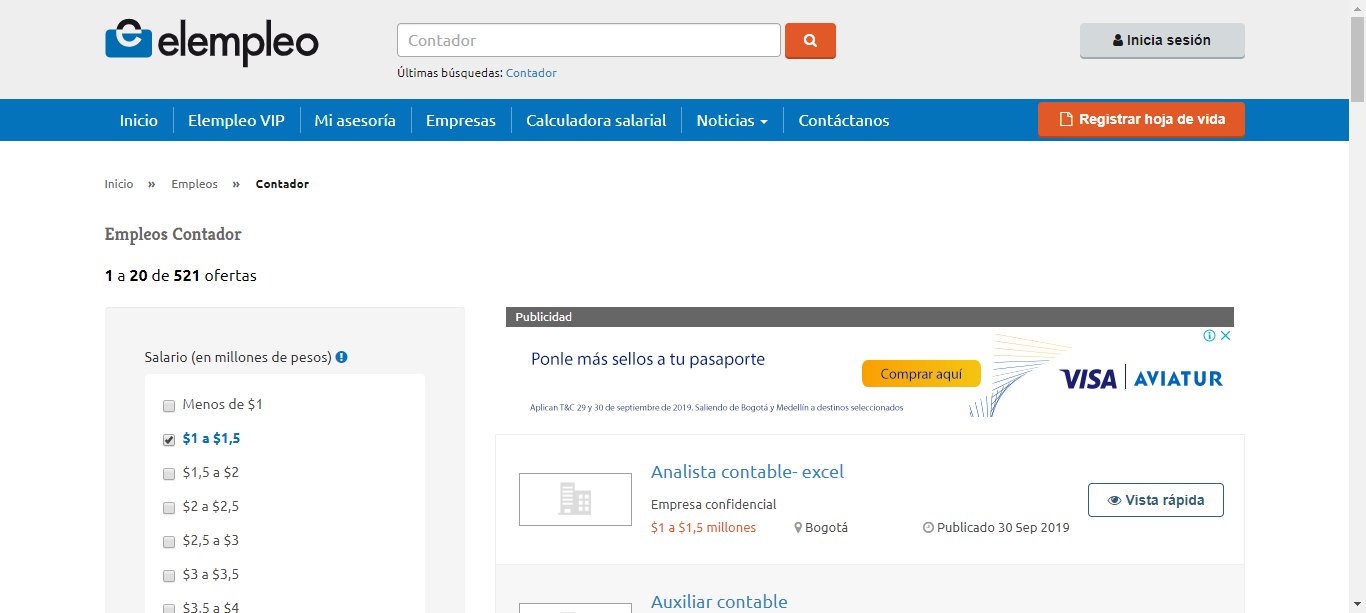 elempleo
Contador
Inicia sesión
Últimas búsquedas: Contador
Inicio Elempleo VIP Mi asesoría Empresas Calculadora salarial Noticias Contáctanos
Registrar hoja de vida
Inicio » Empleos » Contador
Empleos Contador
1 a 20 de 521 ofertas
Salario (en millones de pesos)
Menos de $1
$1 a $1,5
$1,5 a $2
$2 a $2,5
$2,5 a $3
$3 a $3,5
$3,5 a $4
Publicidad
Ponle más sellos a tu pasaporte
Comprar aquí
VISA AVIATUR
Aplican T&C 29 y 30 de septiembre de 2019. Saliendo de Bogotá y Medellín a destinos seleccionados
Analista contable- excel
Empresa confidencial
$1 a $1,5 millones Bogotá Publicado 30 Sep 2019
Vista rápida
Auxiliar contable